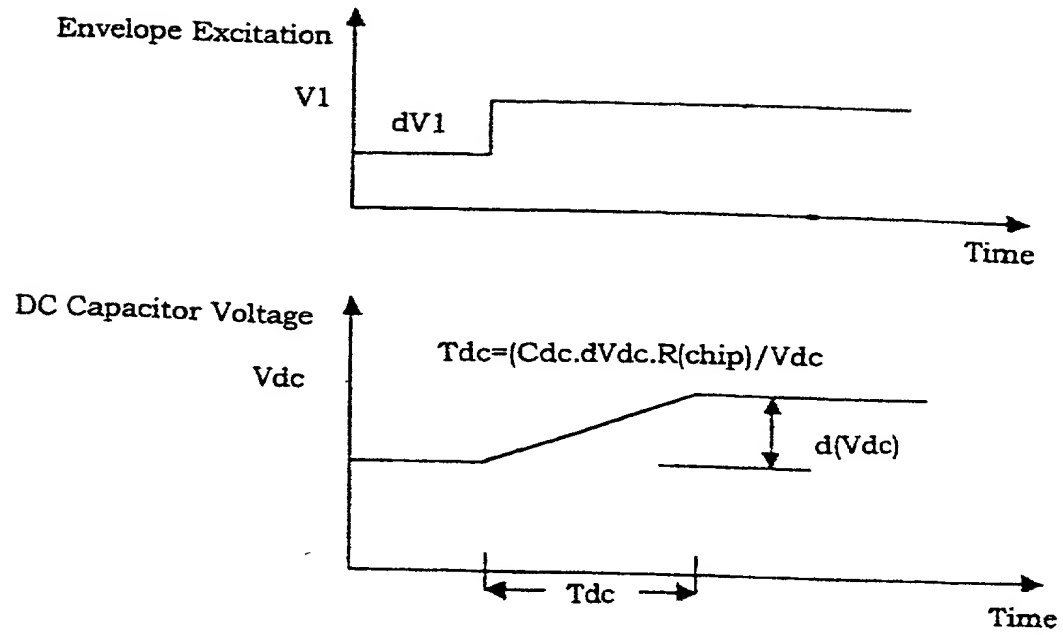 Envelope Excitation
V1
dV1
Time
DC Capacitor Voltage
Tdc=(Cdc.dVdc.R(chip)/Vdc
Vdc
d(Vdc)
Tdc
Time